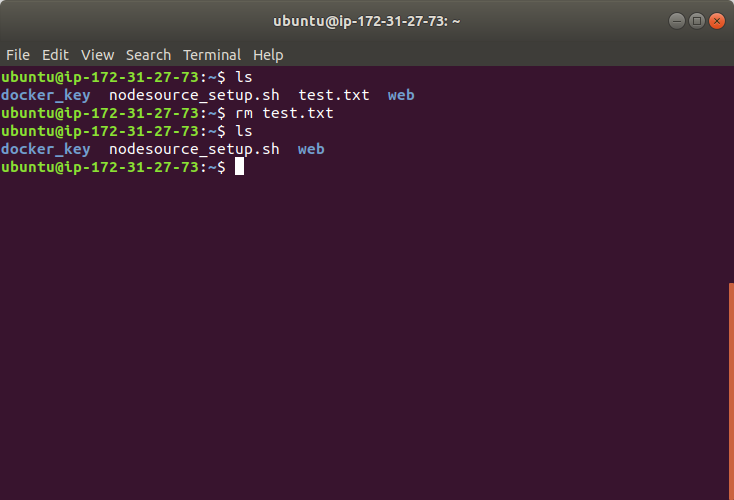 ubuntu@ip-172-31-27-73: ~
File Edit View Search Terminal Help
ubuntu@ip-172-31-27-73:~$ ls
docker_key  nodesource_setup.sh  test.txt  web
ubuntu@ip-172-31-27-73:~$ rm test.txt
ubuntu@ip-172-31-27-73:~$ ls
docker_key  nodesource_setup.sh  web
ubuntu@ip-172-31-27-73:~$